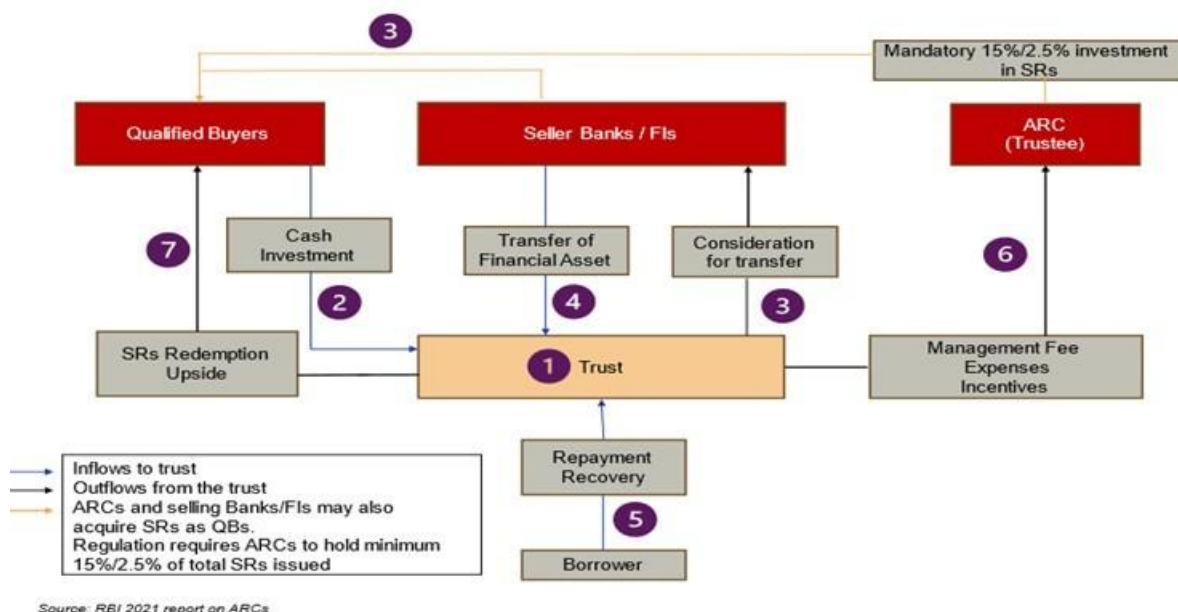 3
Mandatory 15%/2.5% investment
in SRs
Qualified Buyers
Seller Banks / FIs
ARC
(Trustee)
7
Cash
Investment
2
Transfer of
Financial Asset
4
Consideration
for transfer
3
6
SRs Redemption
Upside
1 Trust
Management Fee
Expenses
Incentives
Repayment
Recovery
5
Borrower
Inflows to trust
Outflows from the trust
ARCs and selling Banks/FIs may also
acquire SRs as QBs.
Regulation requires ARCs to hold minimum
15%/2.5% of total SRs issued
Source: RBI 2021 report on ARCs